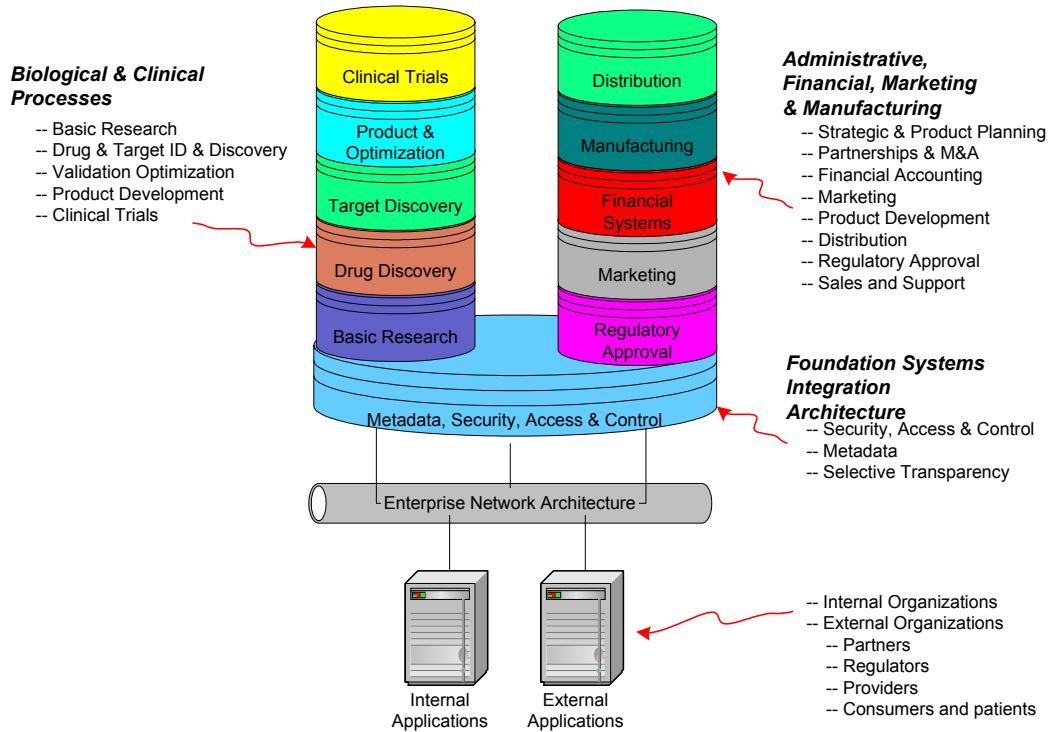 Biological & Clinical
Processes
-- Basic Research
-- Drug & Target ID & Discovery
-- Validation Optimization
-- Product Development
-- Clinical Trials
Clinical Trials
Product &
Optimization
Target Discovery
Drug Discovery
Basic Research
Distribution
Manufacturing
Financial
Systems
Marketing
Regulatory
Approval
Metadata, Security, Access & Control
Administrative,
Financial, Marketing
& Manufacturing
-- Strategic & Product Planning
-- Partnerships & M&A
-- Financial Accounting
-- Marketing
-- Product Development
-- Distribution
-- Regulatory Approval
-- Sales and Support
Foundation Systems
Integration
Architecture
-- Security, Access & Control
-- Metadata
-- Selective Transparency
Enterprise Network Architecture
Internal
Applications
External
Applications
-- Internal Organizations
-- External Organizations
-- Partners
-- Regulators
-- Providers
-- Consumers and patients